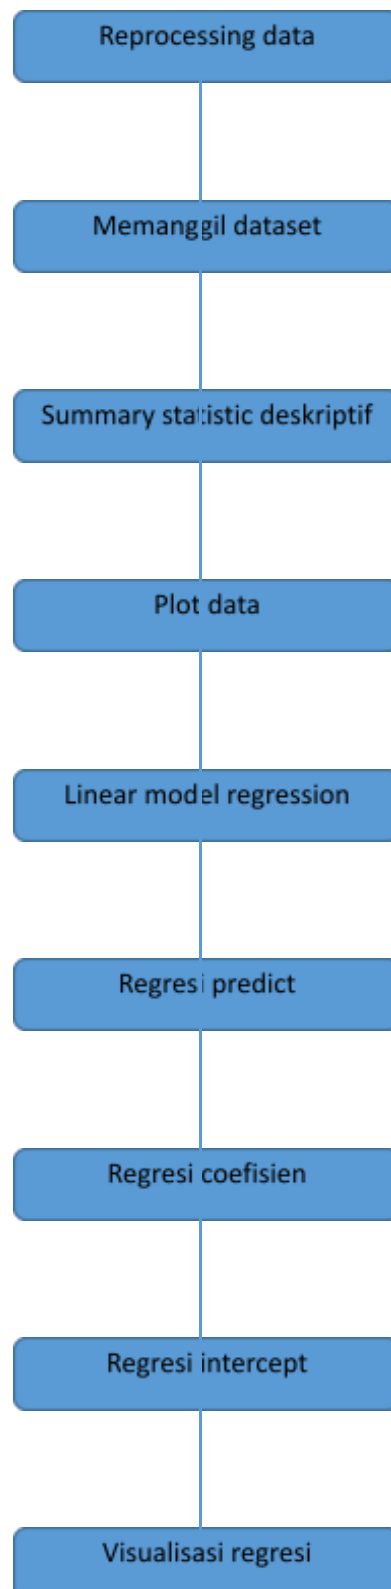 Reprocessing data
Memanggil dataset
Summary statistic deskriptif
Plot data
Linear model regression
Regresi predict
Regresi coefisien
Regresi intercept
Visualisasi regresi